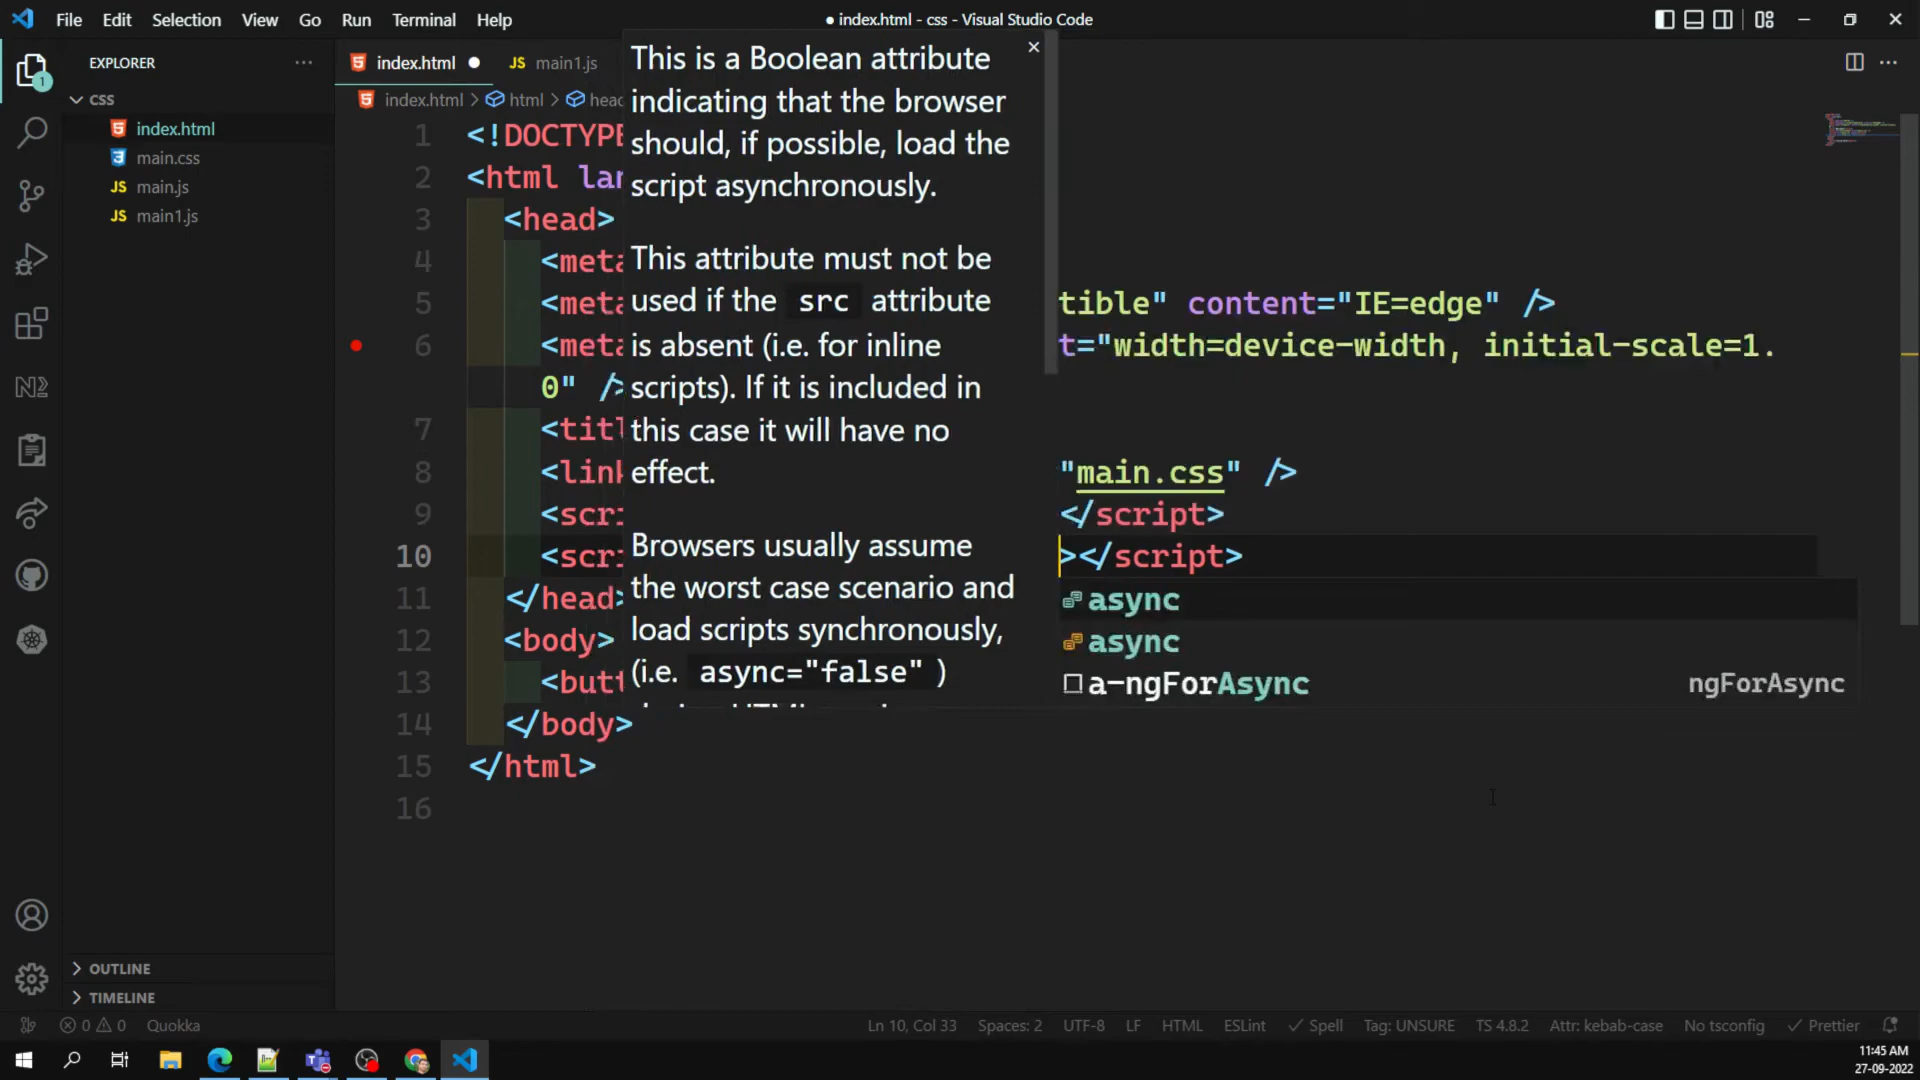 File Edit Selection View Go Run Terminal Help
● index.html - css - Visual Studio Code
EXPLORER
CSS
index.html
main.css
JS main.js
JS main1.js
OUTLINE
TIMELINE
index.html ●
JS main1.js
index.html > html > head
1 <!DOCTYPE
2 <html lan
3 <head>
4 <meta
5 <meta tible" content="IE=edge" />
6 <meta t="width=device-width, initial-scale=1.
0" />
7 <titl
8 <link "main.css" />
9 <scri </script>
10 <scri ></script>
11 </head>
12 <body>
13 <butt
14 </body>
15 </html>
16
This is a Boolean attribute
indicating that the browser
should, if possible, load the
script asynchronously.
This attribute must not be
used if the src attribute
is absent (i.e. for inline
scripts). If it is included in
this case it will have no
effect.
Browsers usually assume
the worst case scenario and
load scripts synchronously,
(i.e. async="false" )
async
async
a-ngForAsync ngForAsync
0 0 Quokka
Ln 10, Col 33 Spaces: 2 UTF-8 LF HTML ESLint Spell Tag: UNSURE TS 4.8.2 Attr: kebab-case No tsconfig Prettier
11:45 AM
27-09-2022